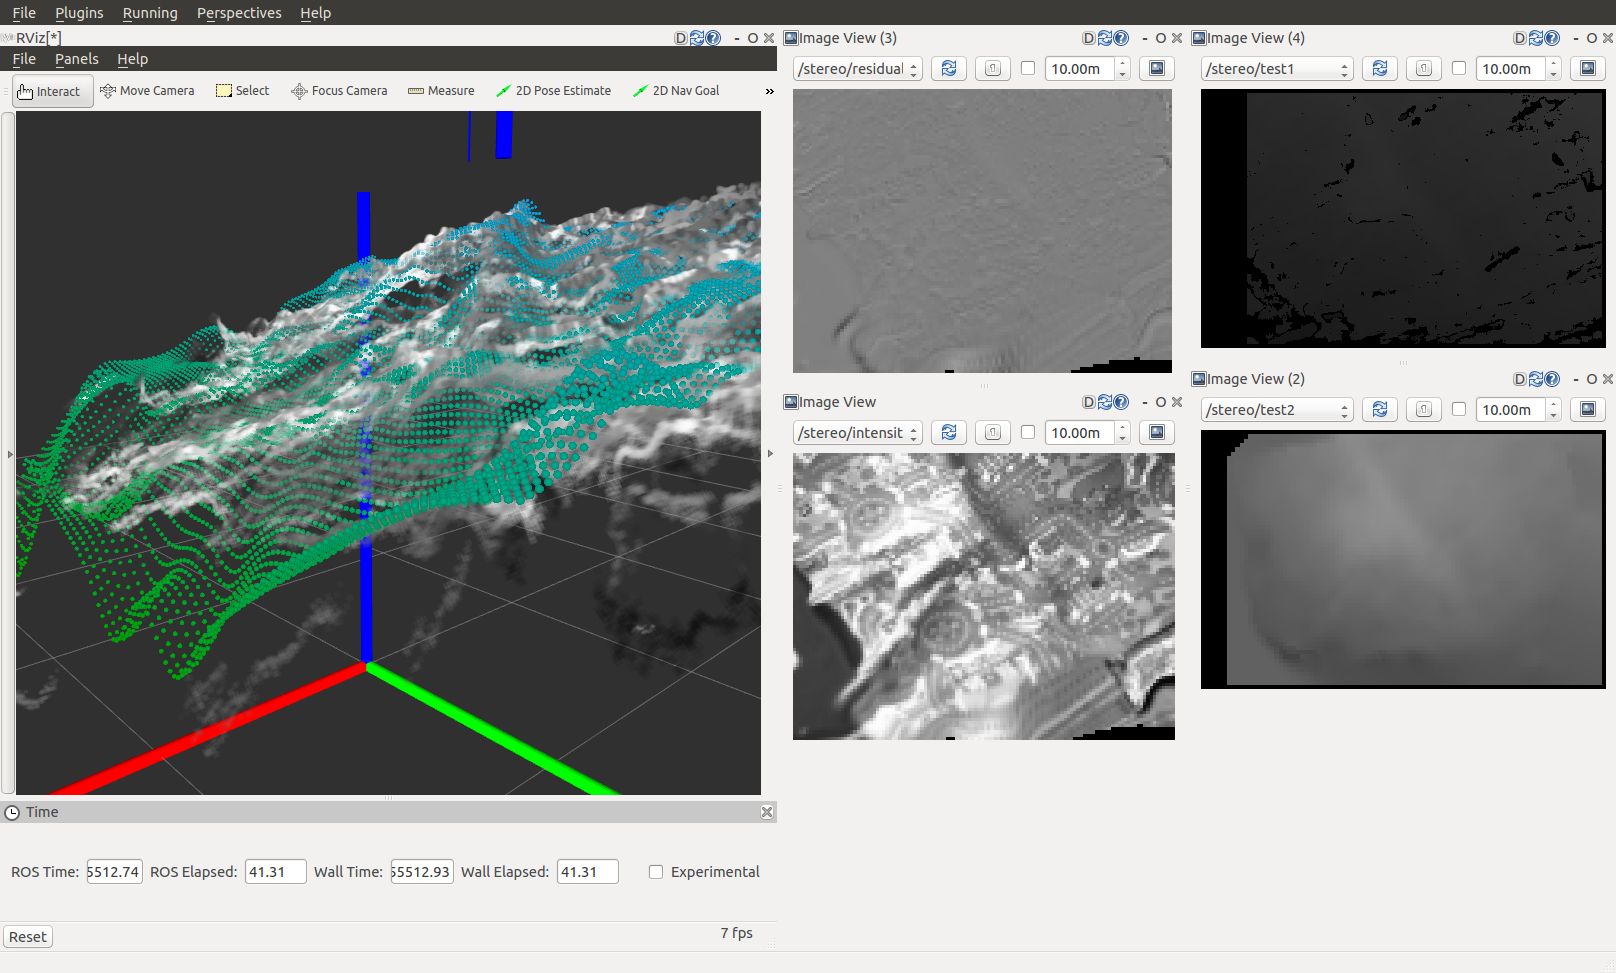 File Plugins Running Perspectives Help
RViz[*]
D - O
File Panels Help
Interact Move Camera Select Focus Camera Measure 2D Pose Estimate 2D Nav Goal »
Time
ROS Time: 5512.74 ROS Elapsed: 41.31 Wall Time: 55512.93 Wall Elapsed: 41.31 Experimental
Reset
7 fps
Image View (3)
D - O
/stereo/residual 10.00m
Image View
D - O
/stereo/intensit 10.00m
Image View (4)
D - O
/stereo/test1 10.00m
Image View (2)
D - O
/stereo/test2 10.00m